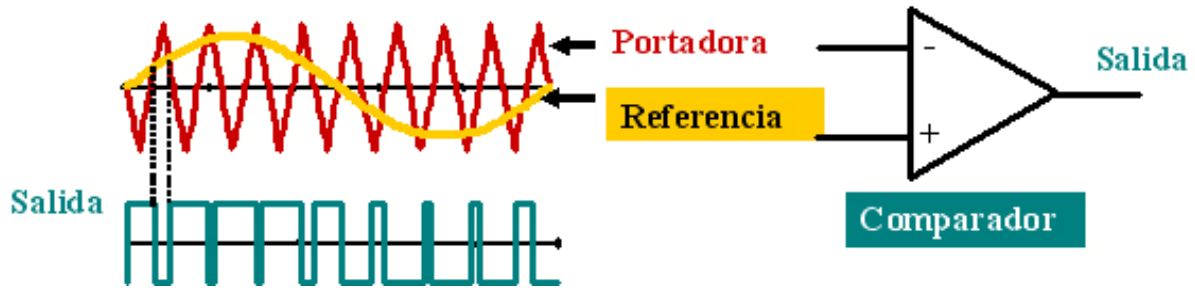 Portadora
Referencia
Salida
-
+
Salida
Comparador